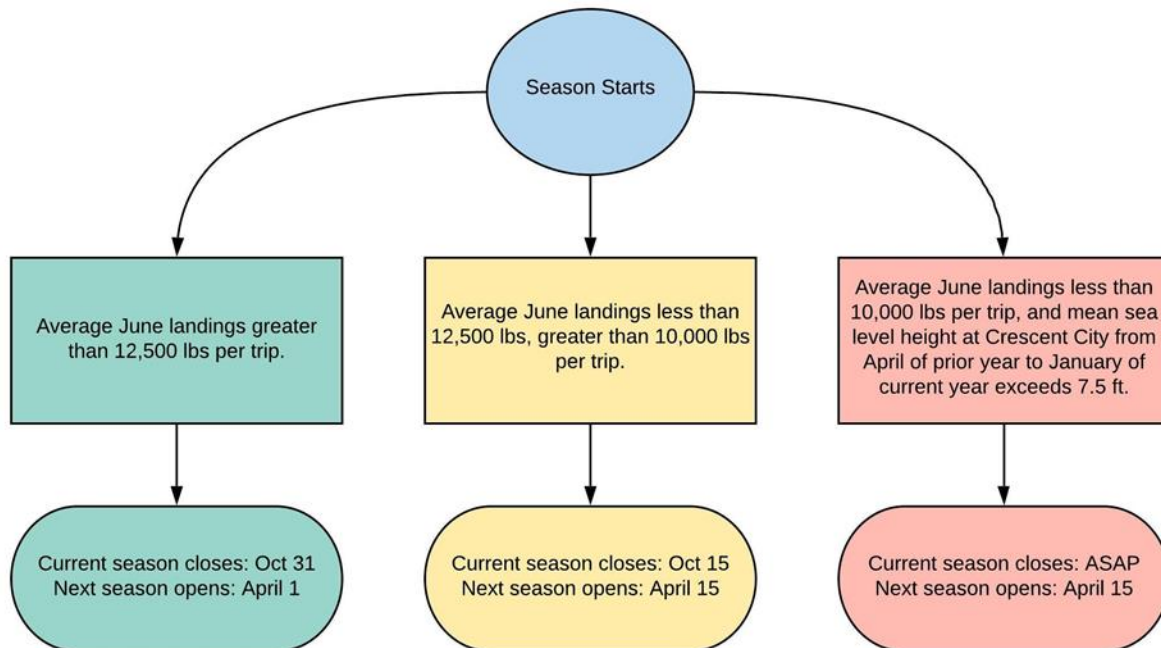 Season Starts
Average June landings greater
than 12,500 lbs per trip.
Average June landings less than
12,500 lbs, greater than 10,000 lbs
per trip.
Average June landings less than
10,000 lbs per trip, and mean sea
level height at Crescent City from
April of prior year to January of
current year exceeds 7.5 ft.
Current season closes: Oct 31
Next season opens: April 1
Current season closes: Oct 15
Next season opens: April 15
Current season closes: ASAP
Next season opens: April 15